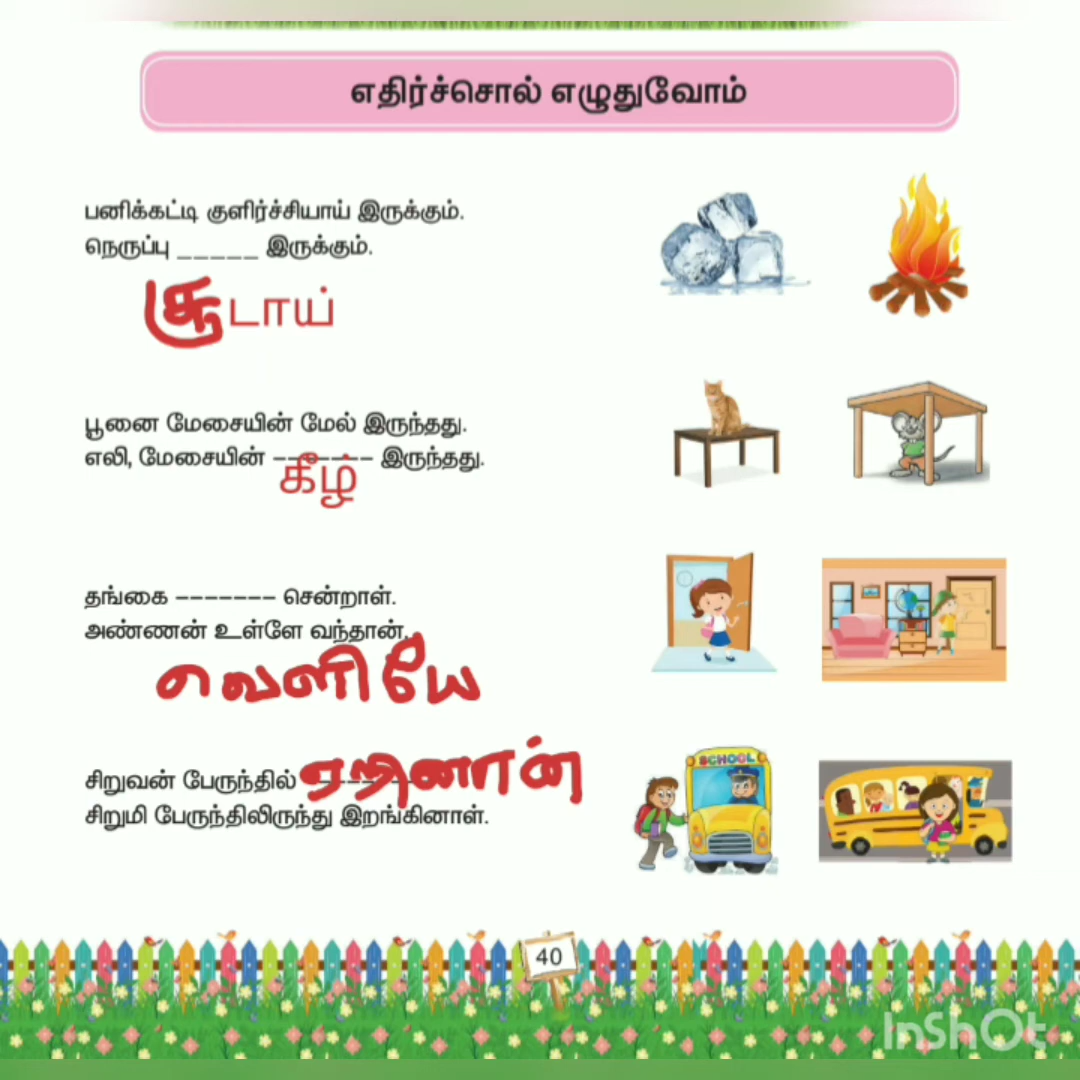 எதிர்ச்சொல் எழுதுவோம்
பனிக்கட்டி குளிர்ச்சியாய் இருக்கும்.
நெருப்பு _____ இருக்கும்.
சூடாய்
பூனை மேசையின் மேல் இருந்தது.
எலி, மேசையின் ------- இருந்தது.
கீழ்
தங்கை ------- சென்றாள்.
அண்ணன் உள்ளே வந்தான்.
வெளியே
சிறுவன் பேருந்தில் ஏறினான்
சிறுமி பேருந்திலிருந்து இறங்கினாள்.
SCHOOL
40
InShOt